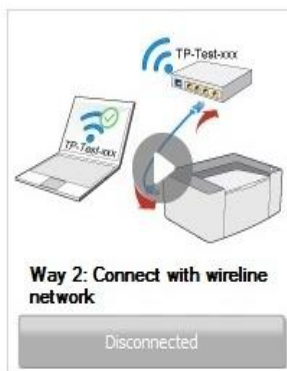 TP-Test-xxx
TP-Test-xxx
Way 2: Connect with wireline
network
Disconnected